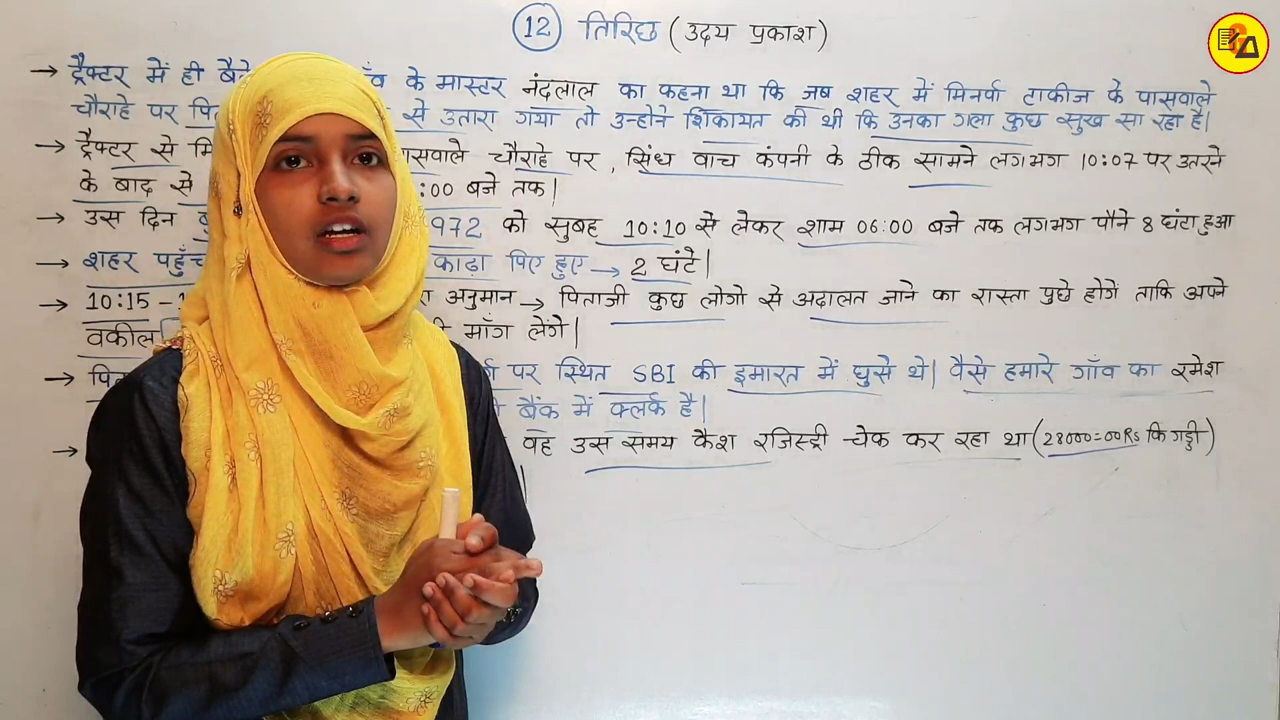 12 तिरिछ (उदय प्रकाश)
→ ट्रैक्टर में ही बैठे के मास्टर नंदलाल का कहना था कि जब शहर में मिनर्वा टाकीज के पासवाले
चौराहे पर से उतारा गया तो उन्होने शिकायत की थी कि उनका गला कुछ सुख सा रहा है।
→ ट्रैक्टर से चौराहे पर, सिंध वाच कंपनी के ठीक सामने लगभग 10:07 पर उतरने
के बाद से :00 बजे तक।
→ उस दिन 972 को सुबह 10:10 से लेकर शाम 06:00 बजे तक लगभग पौने 8 घंटा हुआ
→ शहर काढ़ा पिए हुए → 2 घंटे।
→ 10:15 - अनुमान → पिताजी कुछ लोगो से अदालत जाने का रास्ता पुछे होगें ताकि अपने
वकील माँग लेंगे।
→ पर स्थित SBI की इमारत में घुसे थे। वैसे हमारे गाँव का रमेश
बैंक में क्लर्क है।
→ वह उस समय कैश रजिस्ट्री चेक कर रहा था (28000=00Rs कि गड्डी)